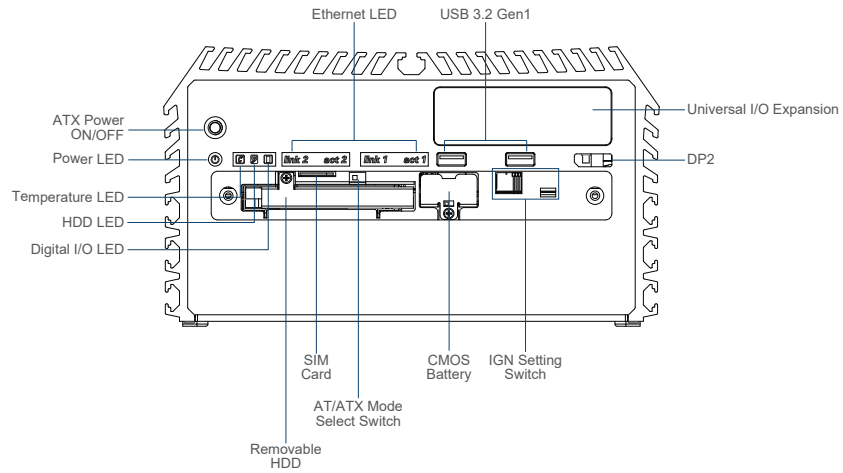 Ethernet LED
USB 3.2 Gen1
Universal I/O Expansion
ATX Power
ON/OFF
Power LED
link 2 act 2
link 1 act 1
DP2
Temperature LED
HDD LED
Digital I/O LED
SIM
Card
CMOS
Battery
IGN Setting
Switch
AT/ATX Mode
Select Switch
Removable
HDD